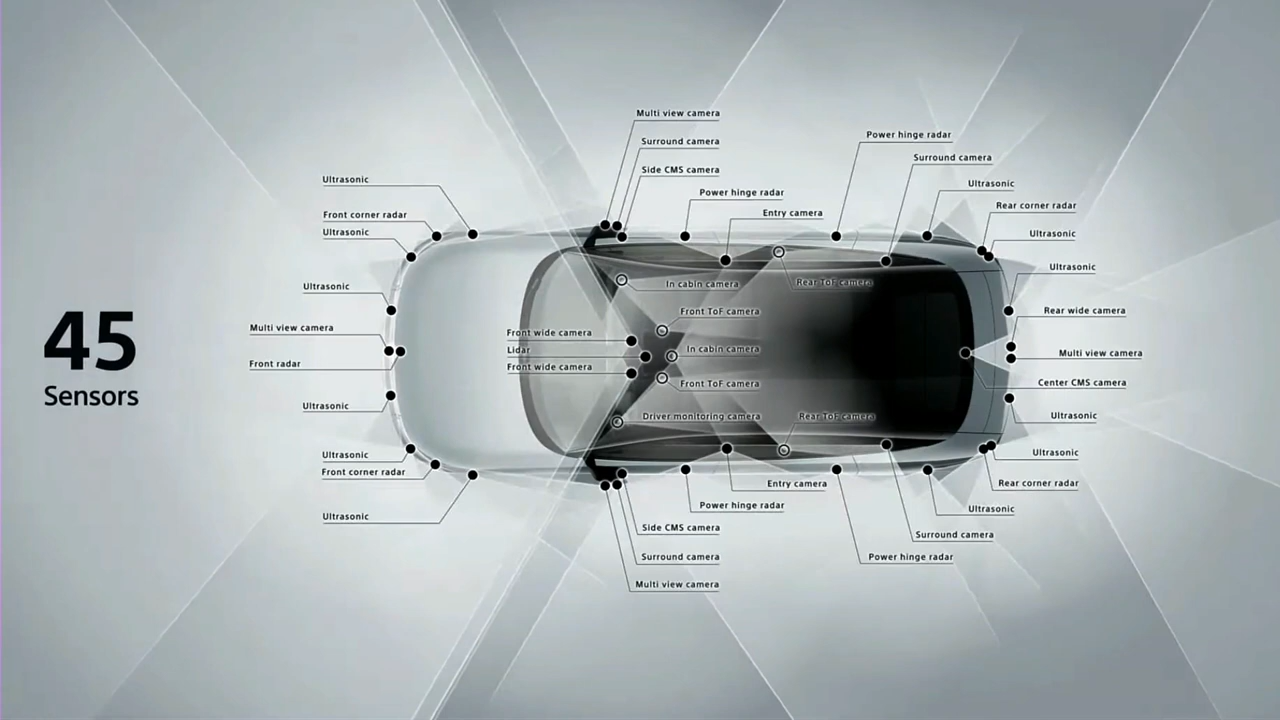 Multi view camera
Surround camera
Side CMS camera
Power hinge radar
Entry camera
Power hinge radar
Surround camera
Ultrasonic
Rear corner radar
Ultrasonic
Ultrasonic
Front corner radar
Ultrasonic
Ultrasonic
Multi view camera
Front radar
Ultrasonic
Ultrasonic
Front corner radar
Ultrasonic
45
Sensors
In cabin camera
Rear ToF camera
Front ToF camera
Front wide camera
Lidar
In cabin camera
Front wide camera
Front ToF camera
Driver monitoring camera
Rear ToF camera
Ultrasonic
Rear wide camera
Multi view camera
Center CMS camera
Ultrasonic
Ultrasonic
Rear corner radar
Ultrasonic
Surround camera
Power hinge radar
Entry camera
Power hinge radar
Side CMS camera
Surround camera
Multi view camera